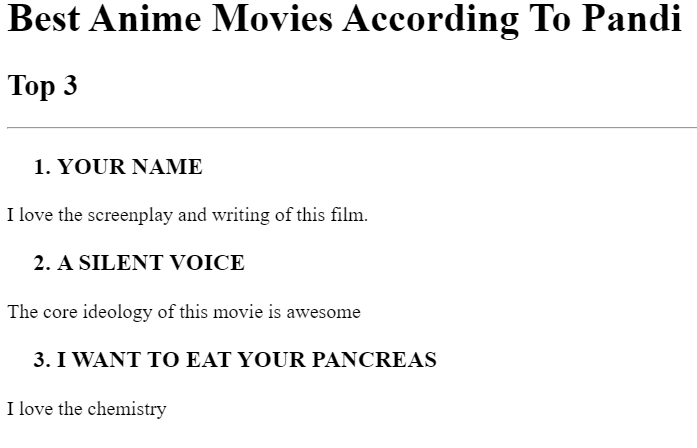 Best Anime Movies According To Pandi
Top 3
1. YOUR NAME
I love the screenplay and writing of this film.
2. A SILENT VOICE
The core ideology of this movie is awesome
3. I WANT TO EAT YOUR PANCREAS
I love the chemistry